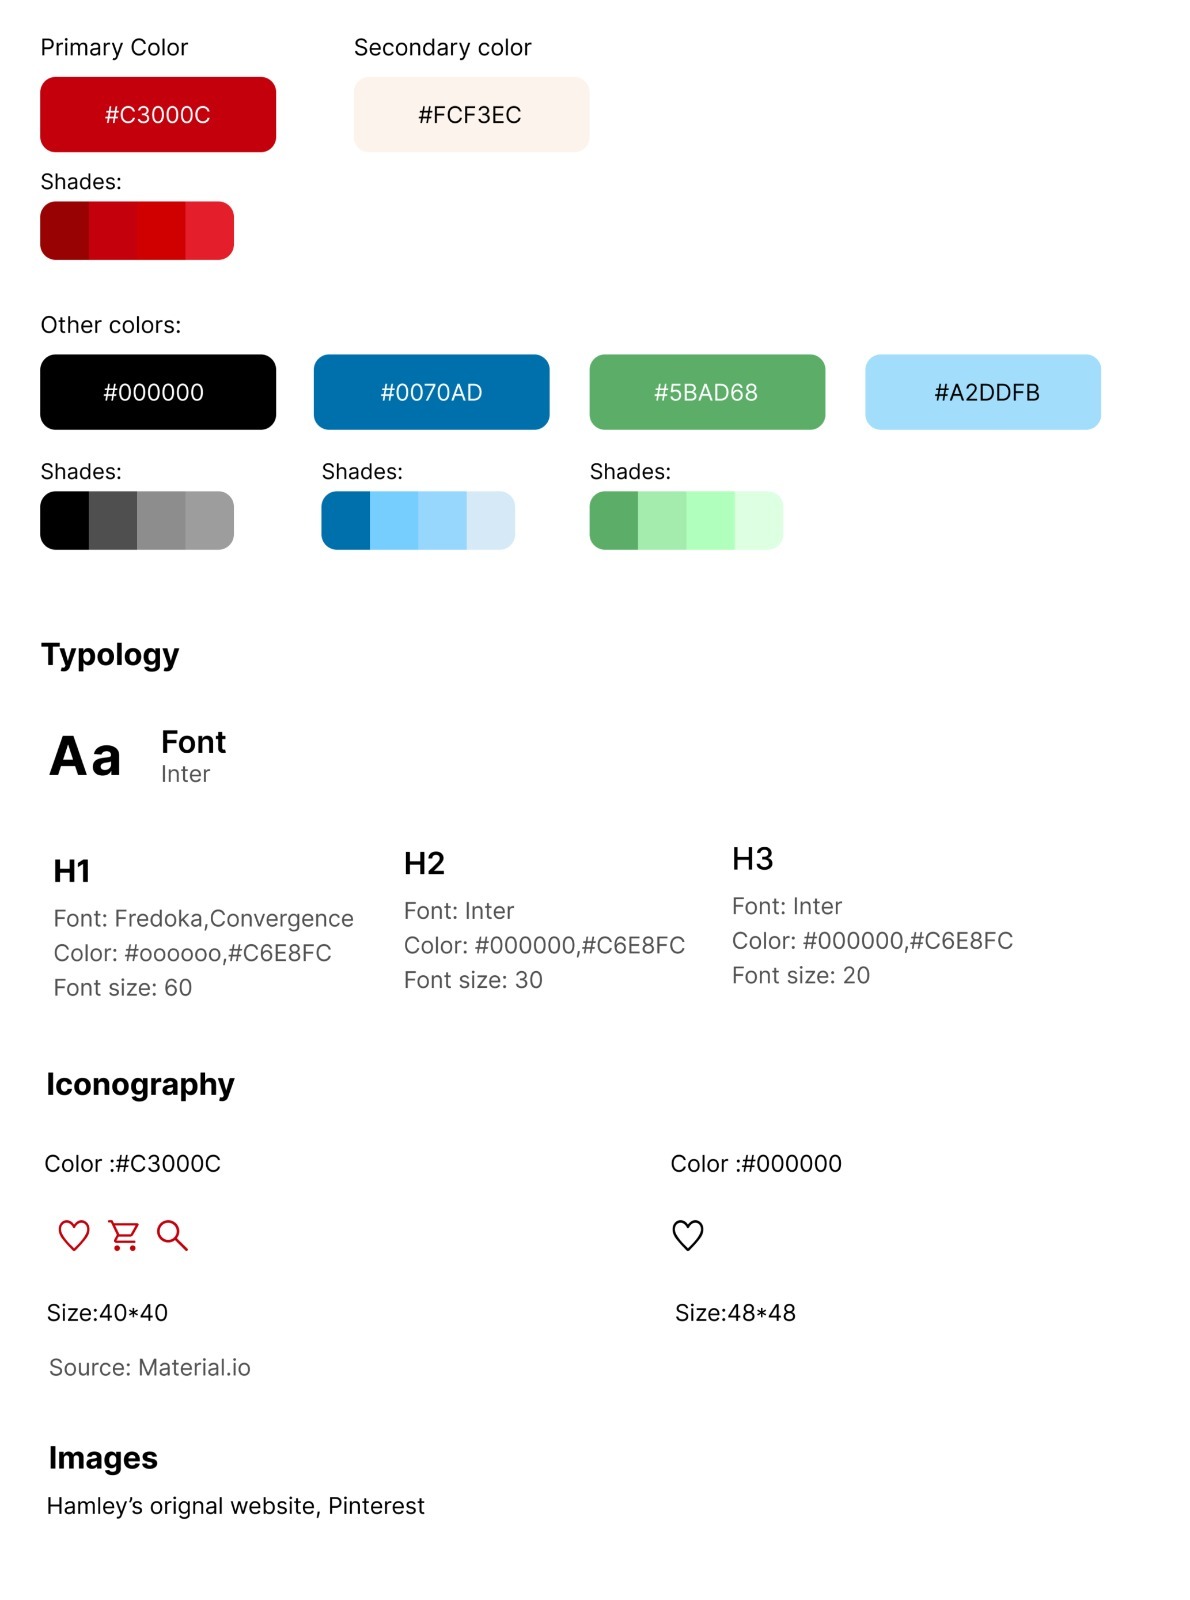 Primary Color
Secondary color
#C3000C
#FCF3EC
Shades:
Other colors:
#000000
#0070AD
#5BAD68
#A2DDFB
Shades:
Shades:
Shades:
Typology
Aa
Font
Inter
H1
Font: Fredoka,Convergence
Color: #oooooo,#C6E8FC
Font size: 60
H2
Font: Inter
Color: #000000,#C6E8FC
Font size: 30
H3
Font: Inter
Color: #000000,#C6E8FC
Font size: 20
Iconography
Color :#C3000C
Color :#000000
Size:40*40
Size:48*48
Source: Material.io
Images
Hamley’s orignal website, Pinterest